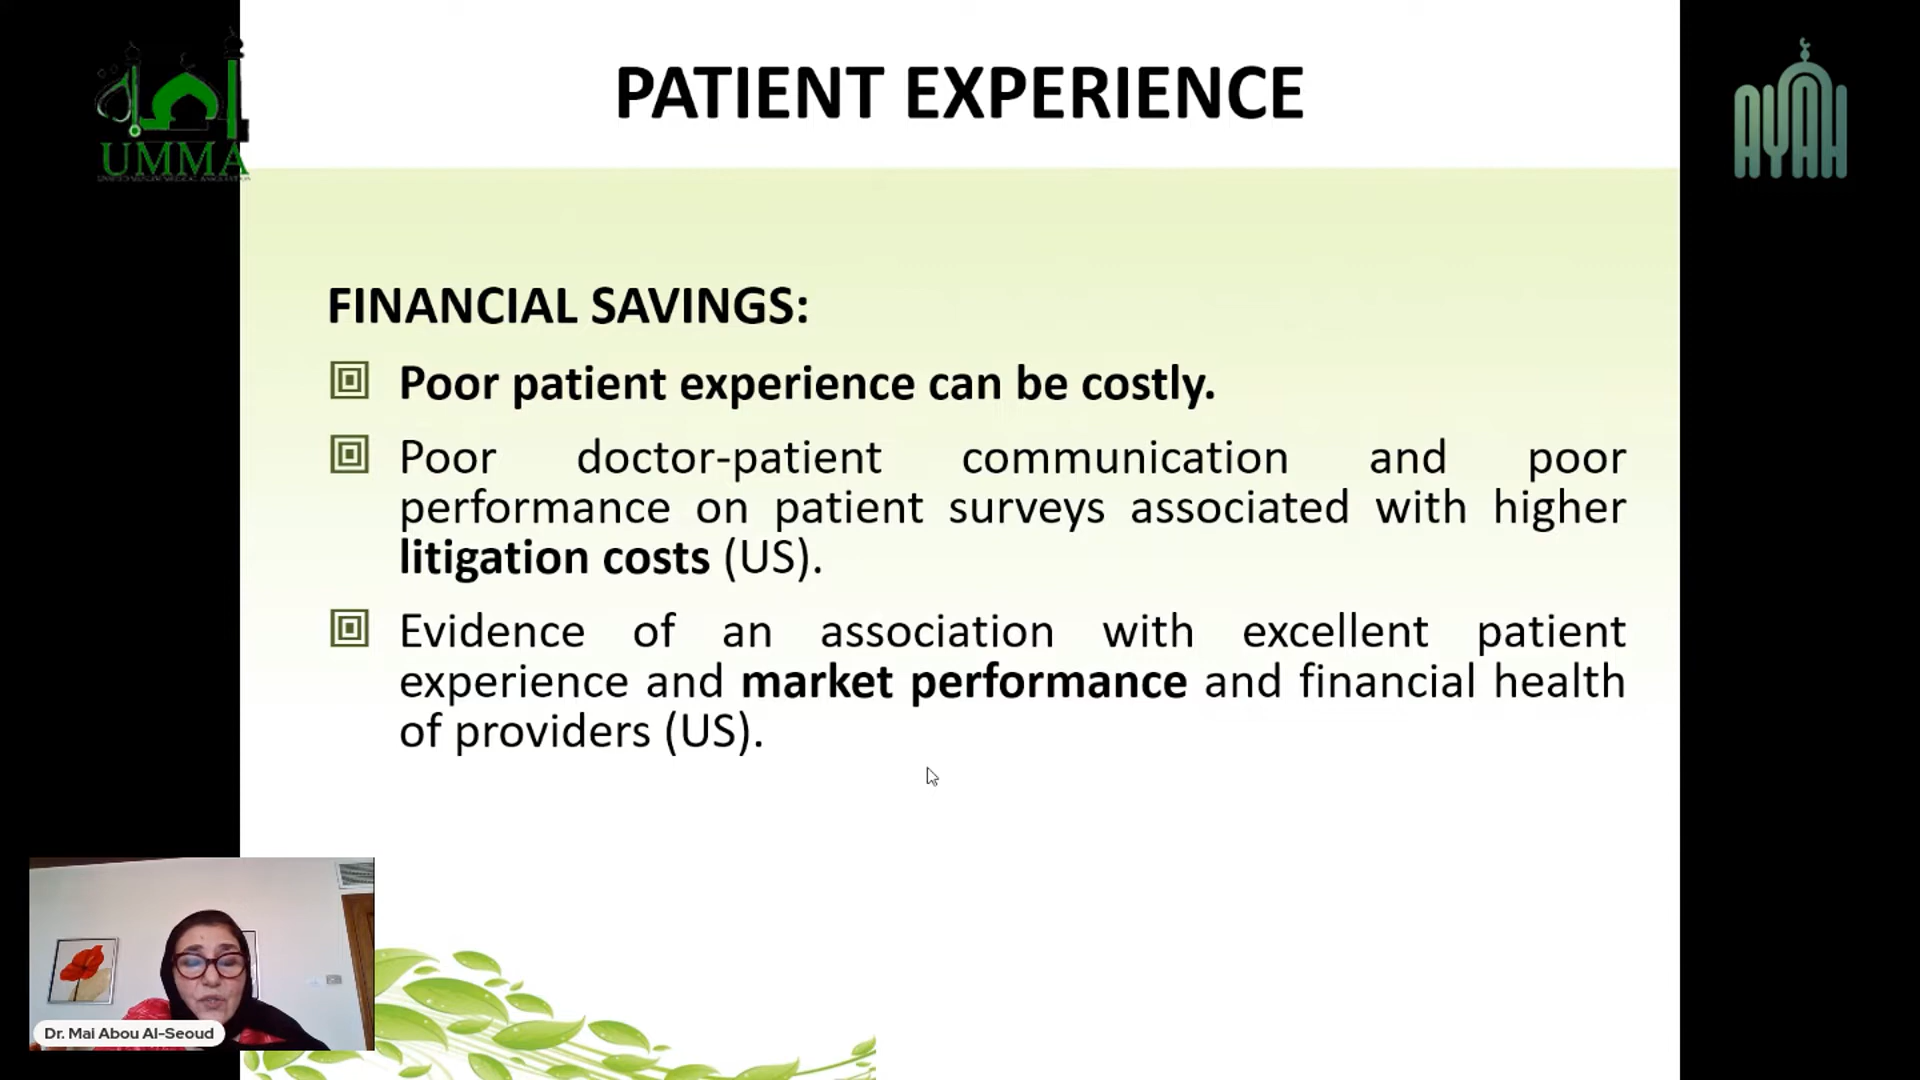 PATIENT EXPERIENCE
UMMA
AYAH
FINANCIAL SAVINGS:
Poor patient experience can be costly.
Poor doctor-patient communication and poor
performance on patient surveys associated with higher
litigation costs (US).
Evidence of an association with excellent patient
experience and market performance and financial health
of providers (US).
Dr. Mai Abou Al-Seoud